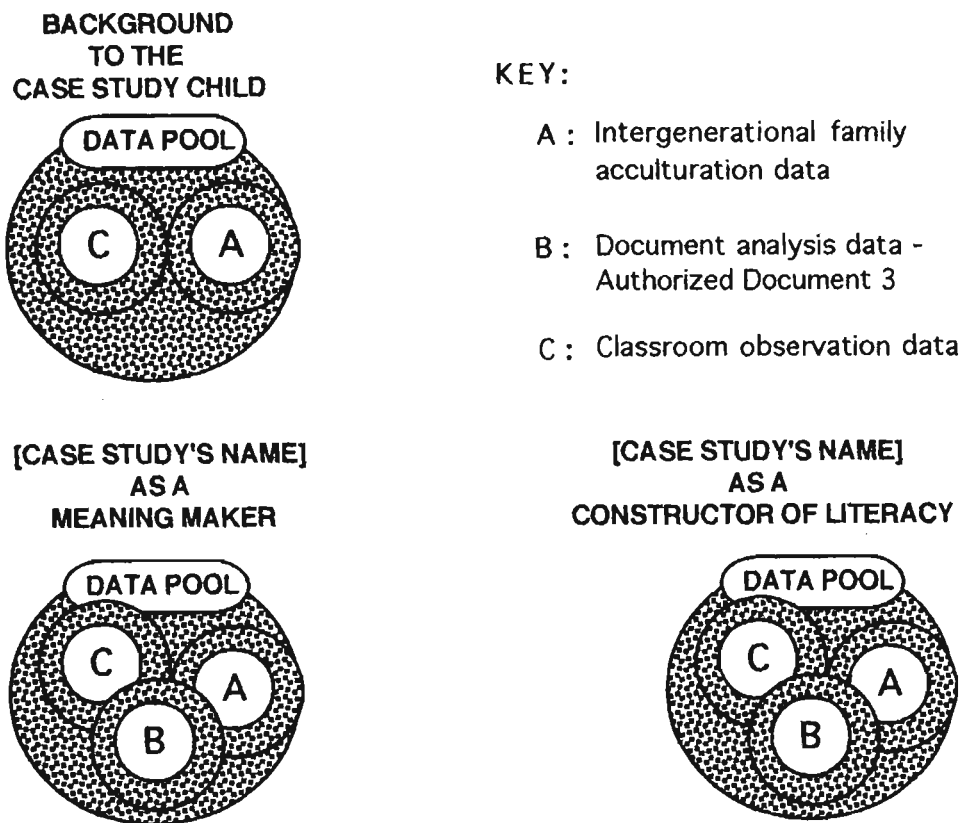 BACKGROUND
TO THE
CASE STUDY CHILD
DATA POOL
C
A
KEY:
A : Intergenerational family
acculturation data
B : Document analysis data -
Authorized Document 3
C : Classroom observation data
[CASE STUDY'S NAME]
AS A
MEANING MAKER
DATA POOL
C
A
B
[CASE STUDY'S NAME]
AS A
CONSTRUCTOR OF LITERACY
DATA POOL
C
A
B